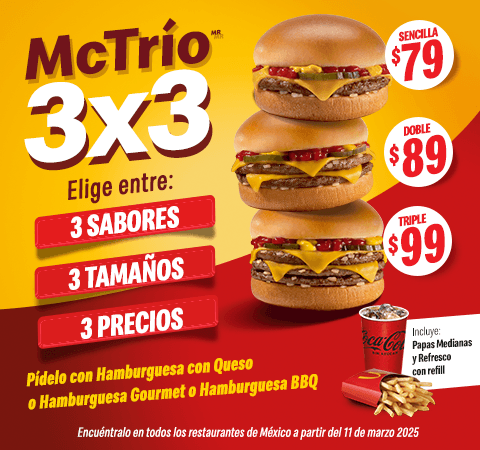 McTrío MR
3x3
Elige entre:
3 SABORES
3 TAMAÑOS
3 PRECIOS
SENCILLA
$79
DOBLE
$89
TRIPLE
$99
Coca-Cola
Incluye:
Papas Medianas
y Refresco
con refill
Pídelo con Hamburguesa con Queso
o Hamburguesa Gourmet o Hamburguesa BBQ
Encuéntralo en todos los restaurantes de México a partir del 11 de marzo 2025